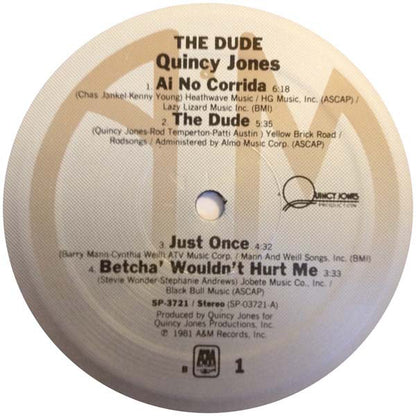 THE DUDE
Quincy Jones
1. Ai No Corrida 6:18
(Chas Jankel-Kenny Young) Heathwave Music / HG Music, Inc. (ASCAP) /
Lazy Lizard Music Inc. (BMI)
2. The Dude 5:35
(Quincy Jones-Rod Temperton-Patti Austin ) Yellow Brick Road /
Rodsongs / Administered by Almo Music Corp. (ASCAP)
QUINCY JONES
PRODUCTION
3. Just Once 4:32
(Barry Mann-Cynthia Weill) ATV Music Corp. / Mann And Weill Songs, Inc. (BMI)
4. Betcha' Wouldn't Hurt Me 3:33
(Stevie Wonder-Stephanie Andrews) Jobete Music Co., Inc. /
Black Bull Music (ASCAP)
SP-3721 / Stereo (SP-03721-A)
Produced by Quincy Jones for
Quincy Jones Productions, Inc.
℗ 1981 A&M Records, Inc.
B A&M RECORDS 1